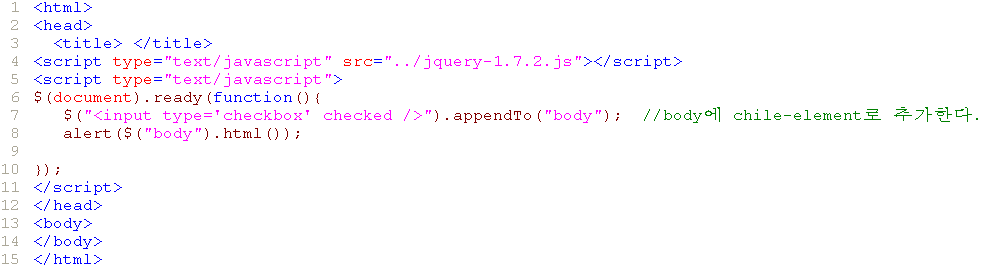 1 <html>
2 <head>
3   <title> </title>
4 <script type="text/javascript" src="../jquery-1.7.2.js"></script>
5 <script type="text/javascript">
6 $(document).ready(function(){
7    $("<input type='checkbox' checked />").appendTo("body");  //body에 chile-element로 추가한다.
8    alert($("body").html());
9
10 });
11 </script>
12 </head>
13 <body>
14 </body>
15 </html>